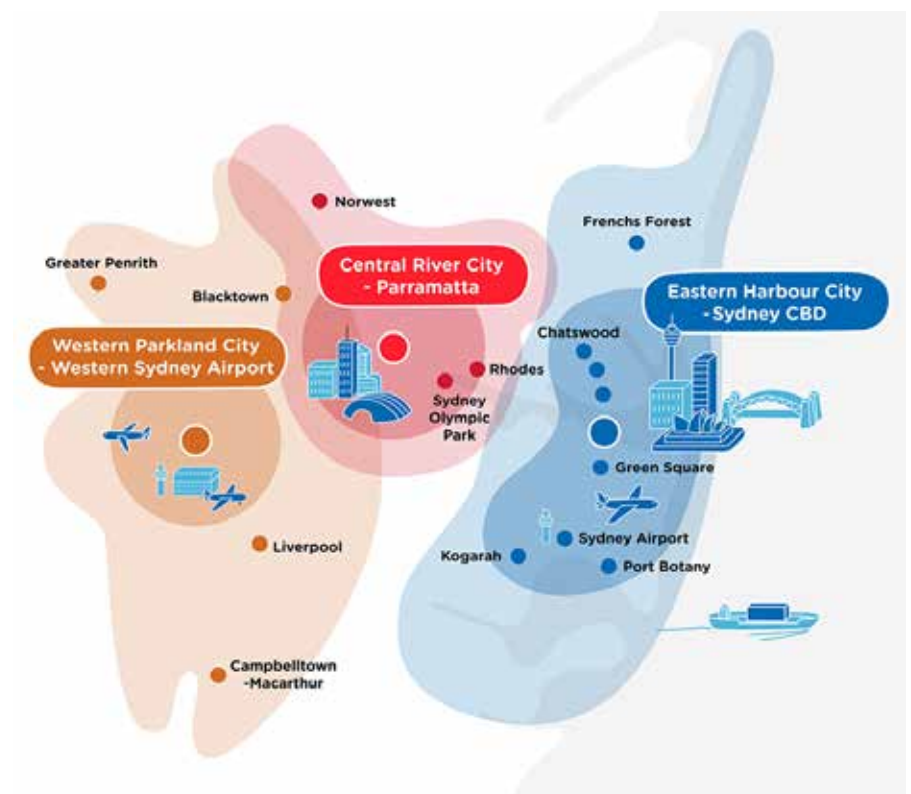 Norwest
Frenchs Forest
Greater Penrith
Central River City
- Parramatta
Blacktown
Eastern Harbour City
- Sydney CBD
Chatswood
Western Parkland City
- Western Sydney Airport
Rhodes
Sydney
Olympic
Park
Green Square
Sydney Airport
Liverpool
Kogarah
Port Botany
Campbelltown
-Macarthur